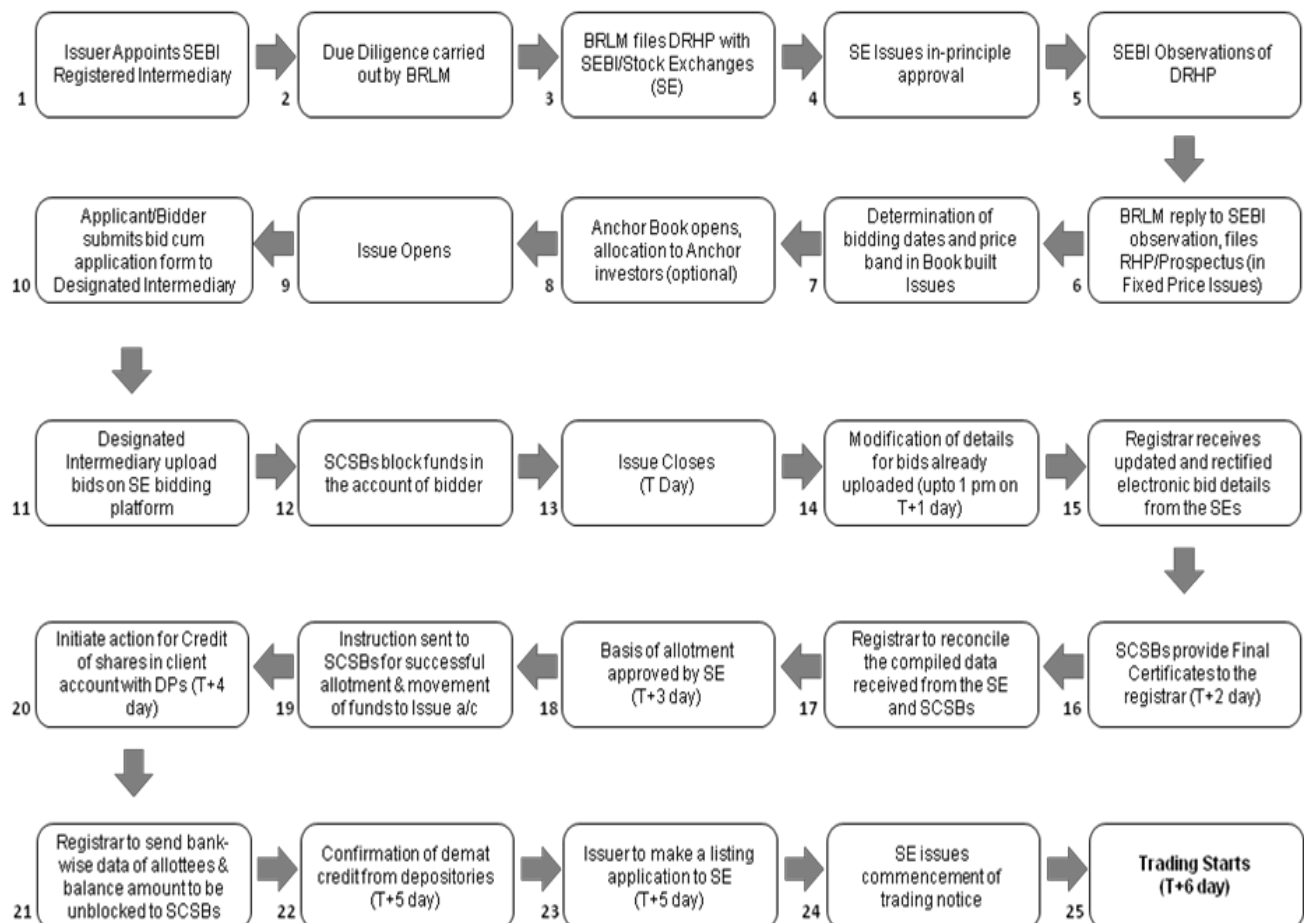 Issuer Appoints SEBI
Registered Intermediary
1
Due Diligence carried
out by BRLM
2
BRLM files DRHP with
SEBI/Stock Exchanges
(SE)
3
SE Issues in-principle
approval
4
SEBI Observations of
DRHP
5
BRLM reply to SEBI
observation, files
RHP/Prospectus (in
Fixed Price Issues)
6
Determination of
bidding dates and price
band in Book built
Issues
7
Anchor Book opens,
allocation to Anchor
investors (optional)
8
Issue Opens
9
Applicant/Bidder
submits bid cum
application form to
Designated Intermediary
10
Designated
Intermediary upload
bids on SE bidding
platform
11
SCSBs block funds in
the account of bidder
12
Issue Closes
(T Day)
13
Modification of details
for bids already
uploaded (upto 1 pm on
T+1 day)
14
Registrar receives
updated and rectified
electronic bid details
from the SEs
15
SCSBs provide Final
Certificates to the
registrar (T+2 day)
16
Registrar to reconcile
the compiled data
received from the SE
and SCSBs
17
Basis of allotment
approved by SE
(T+3 day)
18
Instruction sent to
SCSBs for successful
allotment & movement
of funds to Issue a/c
19
Initiate action for Credit
of shares in client
account with DPs (T+4
day)
20
Registrar to send bank-
wise data of allottees &
balance amount to be
unblocked to SCSBs
21
Confirmation of demat
credit from depositories
(T+5 day)
22
Issuer to make a listing
application to SE
(T+5 day)
23
SE issues
commencement of
trading notice
24
Trading Starts
(T+6 day)
25